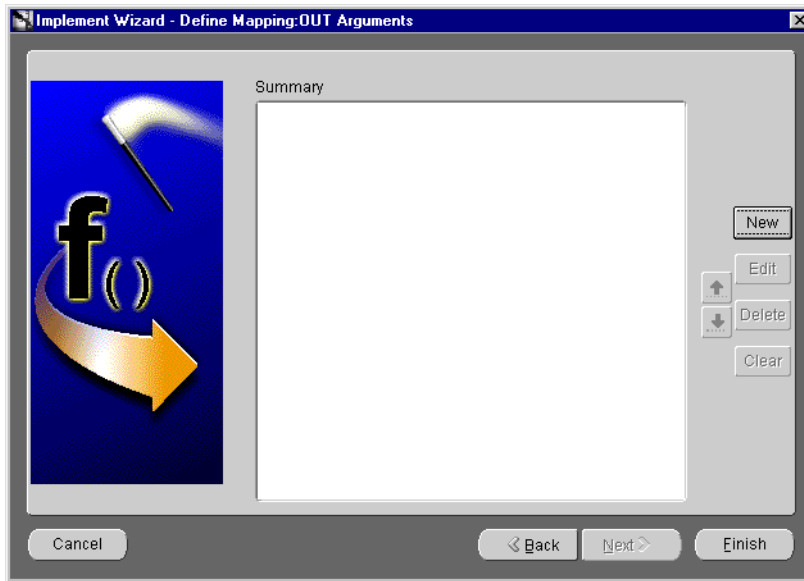 Implement Wizard - Define Mapping:OUT Arguments
Summary
f()
New
Edit
Delete
Clear
Cancel
Back
Next
Finish